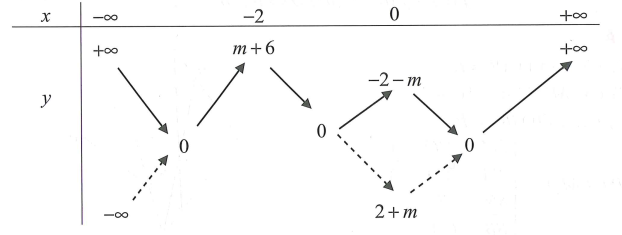 x −∞ −2 0 +∞
+∞ m+6 +∞
−2−m
y
0 0 0
−∞ 2+m